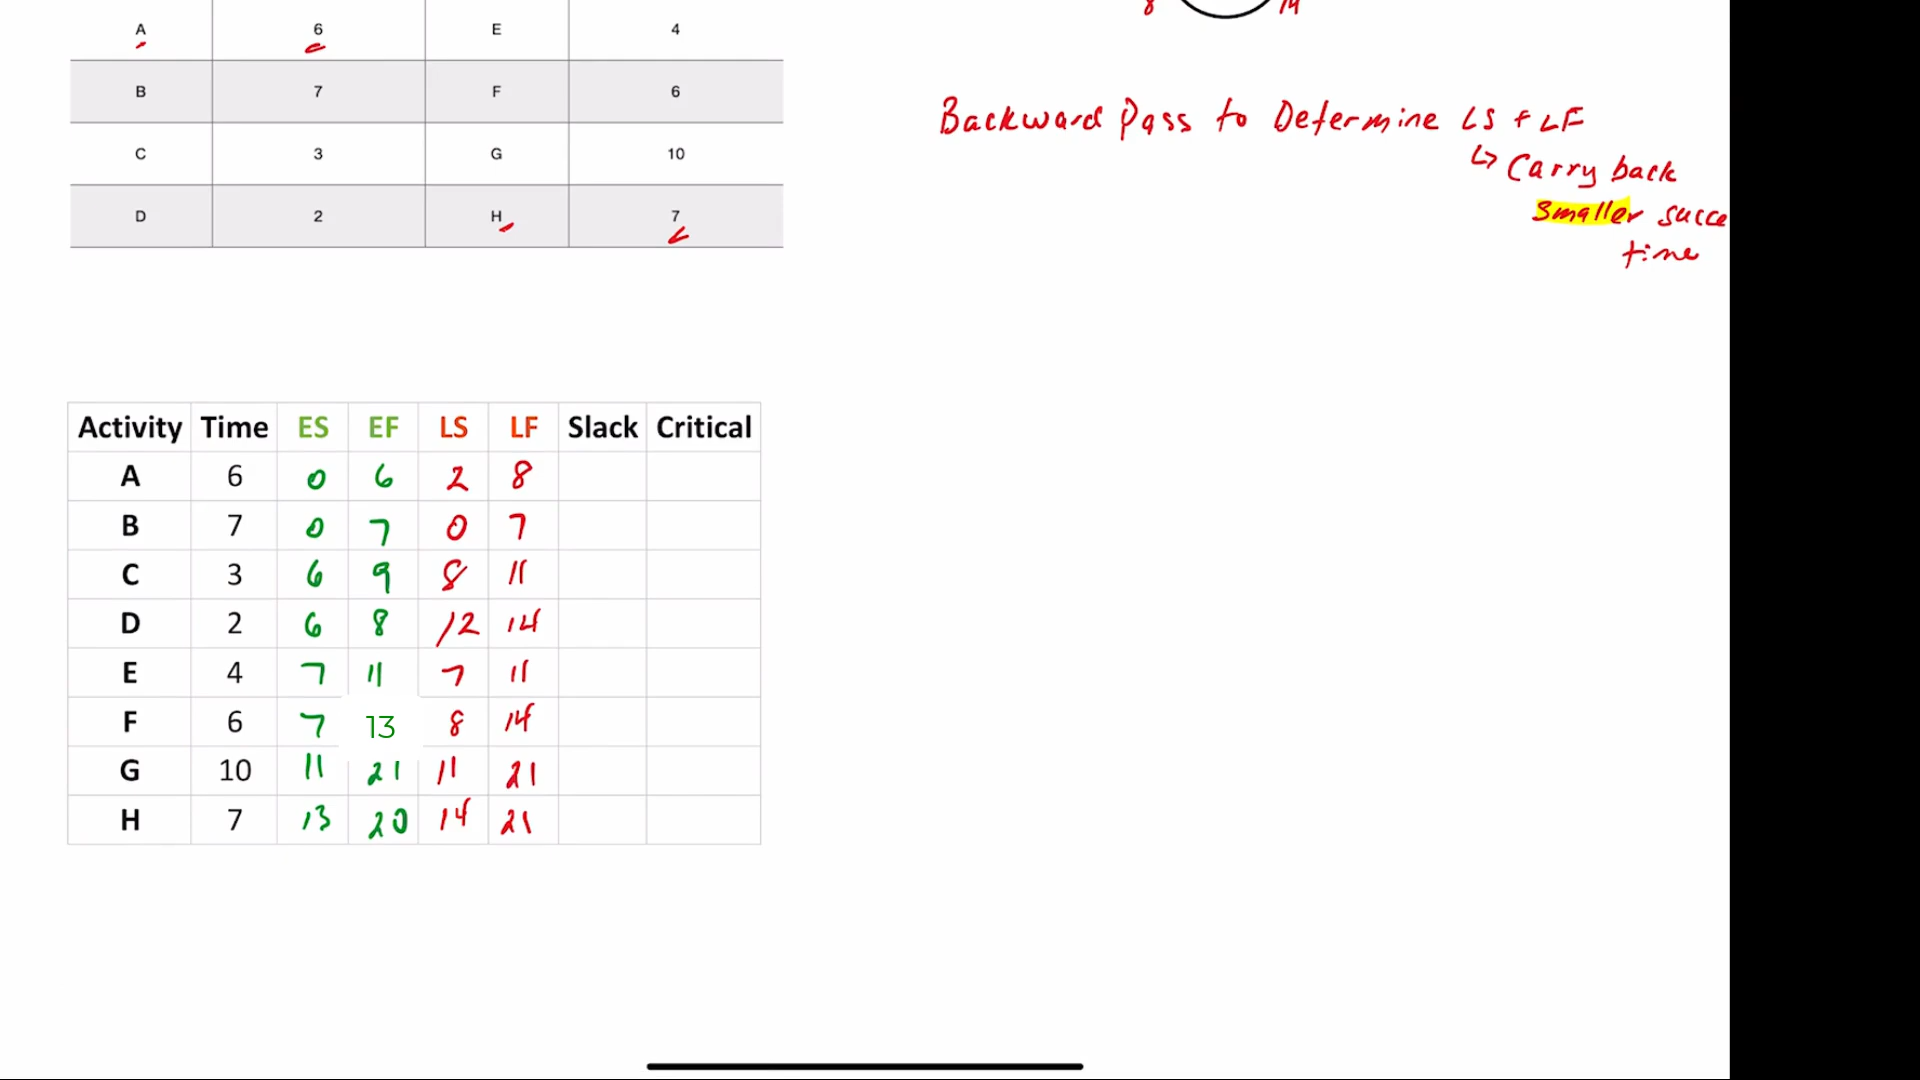 8 14
A 6 E 4
B 7 F 6
C 3 G 10
D 2 H 7
Backward Pass to Determine LS + LF
↳ Carry back
smaller succe
time
Activity Time ES EF LS LF Slack Critical
A 6 0 6 2 8
B 7 0 7 0 7
C 3 6 9 8 11
D 2 6 8 12 14
E 4 7 11 7 11
F 6 7 13 8 14
G 10 11 21 11 21
H 7 13 20 14 21